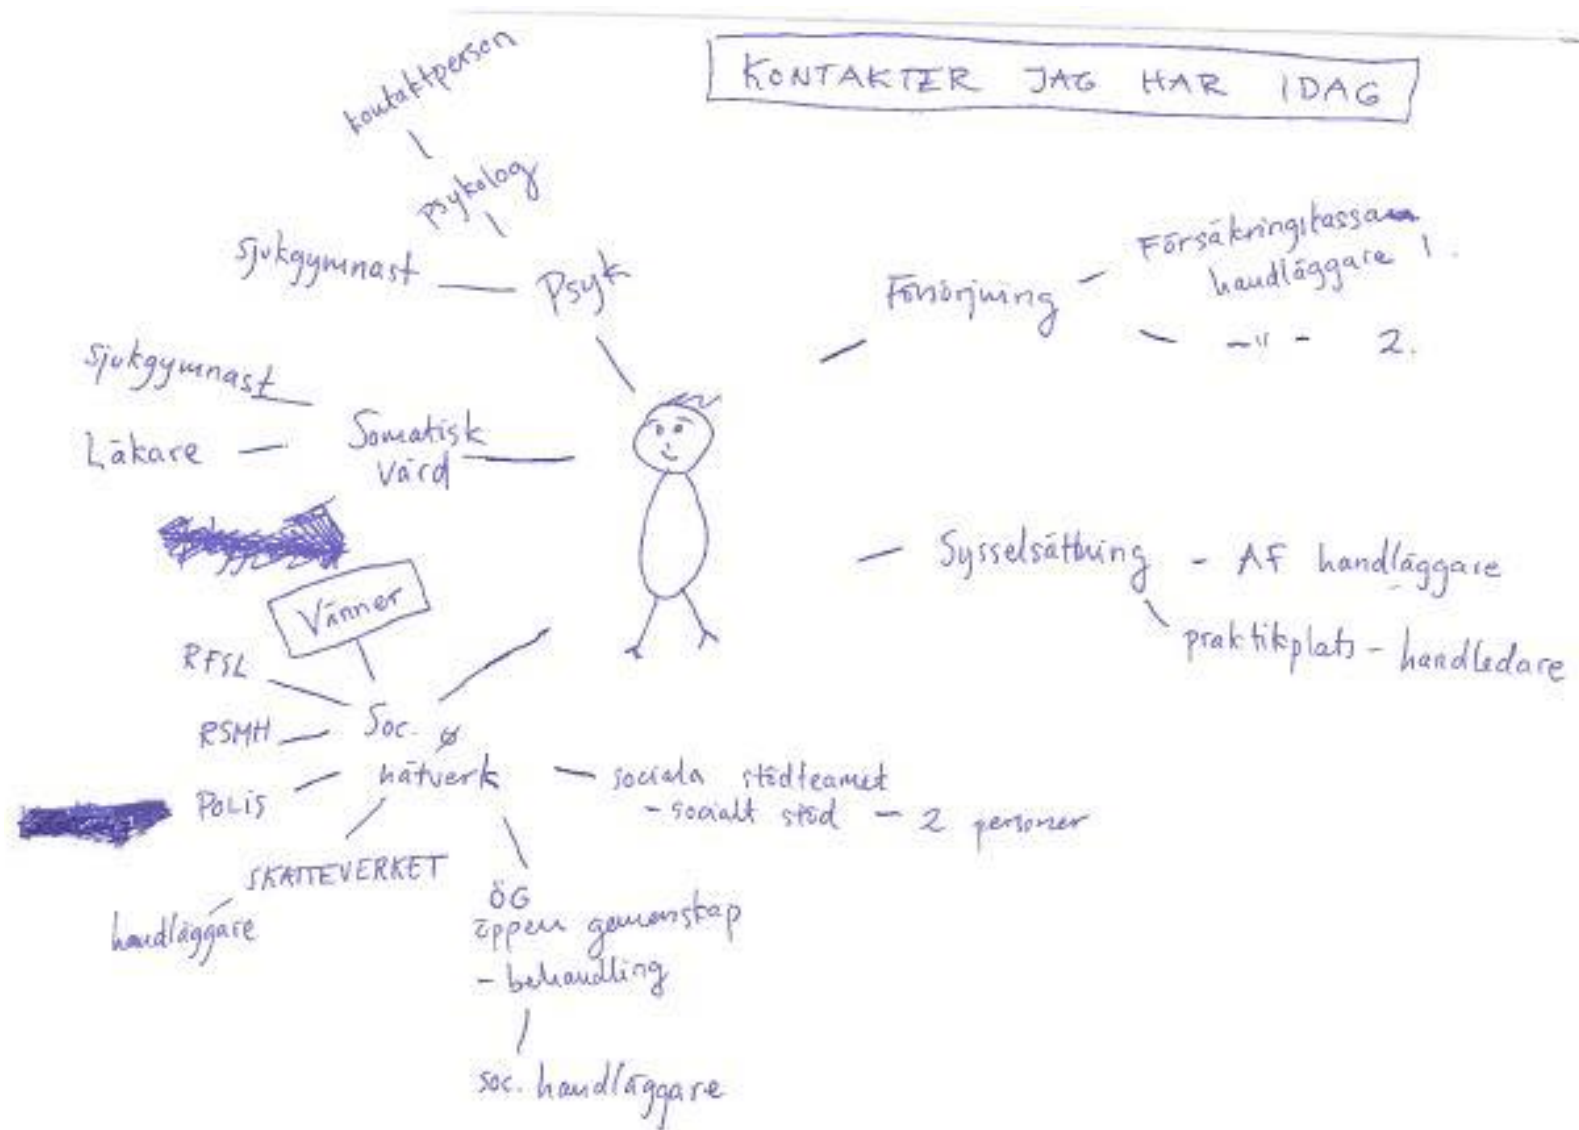 KONTAKTER JAG HAR IDAG
kontaktperson
psykolog
sjukgymnast
Psyk
Försörjning
Försäkringskassa
handläggare 1.
-"- 2.
sjukgymnast
Läkare
Somatisk
vård
Vänner
RFSL
RSMH
POLIS
Soc.
nätverk
SKATTEVERKET
handläggare
sociala stödteamet
- socialt stöd - 2 personer
ÖG
öppen gemenskap
- behandling
soc. handläggare
Sysselsättning - AF handläggare
praktikplats - handledare